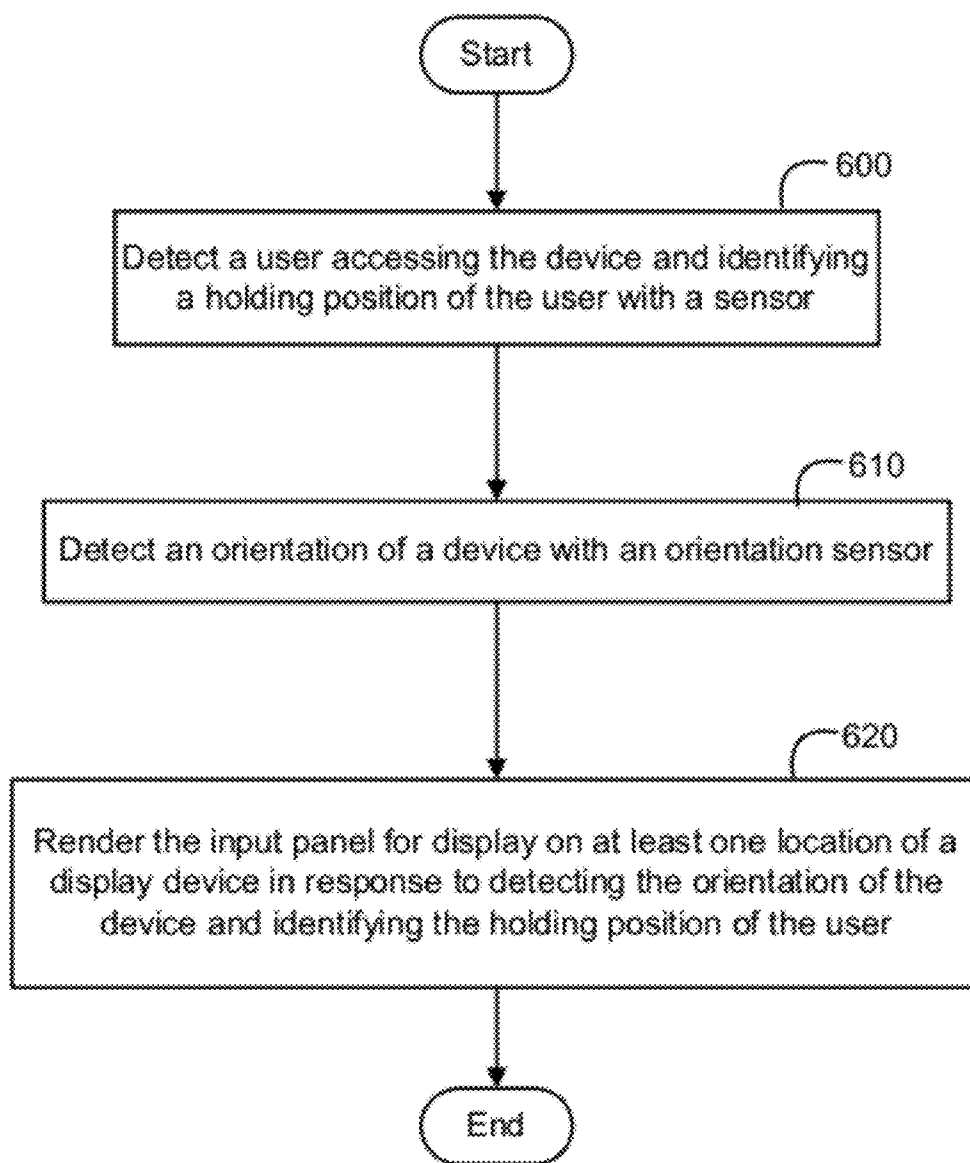 Start
600
Detect a user accessing the device and identifying
a holding position of the user with a sensor
610
Detect an orientation of a device with an orientation sensor
620
Render the input panel for display on at least one location of a
display device in response to detecting the orientation of the
device and identifying the holding position of the user
End